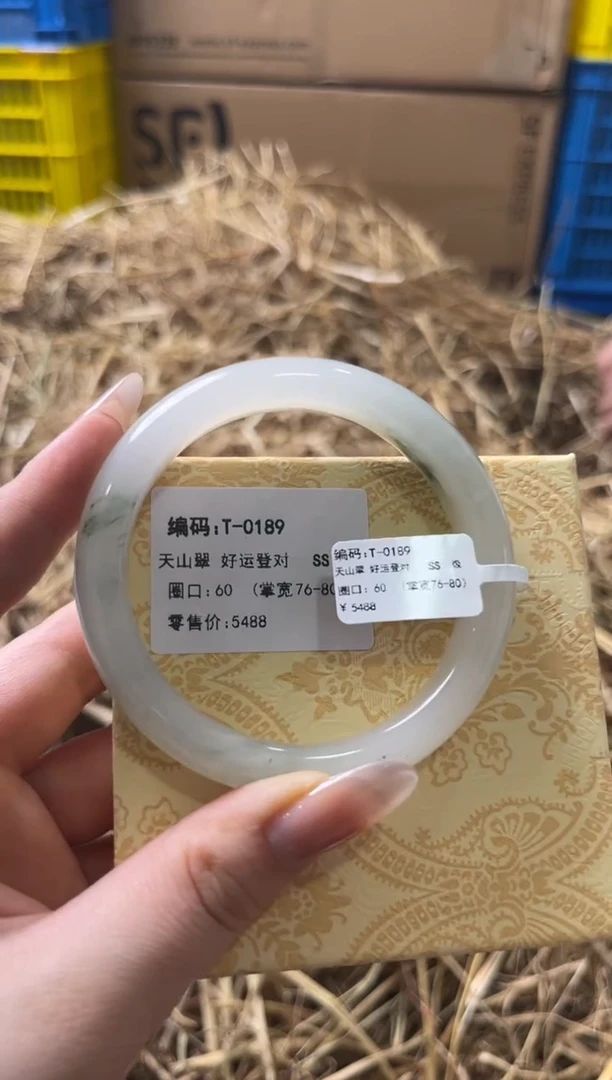 SF
编码:T-0189
天山翠 好运登对 SS
圈口:60 (掌宽76-80
零售价:5488
编码:T-0189
天山翠 好运登对 SS
圈口: 60 (掌宽76-80)
¥ 5488